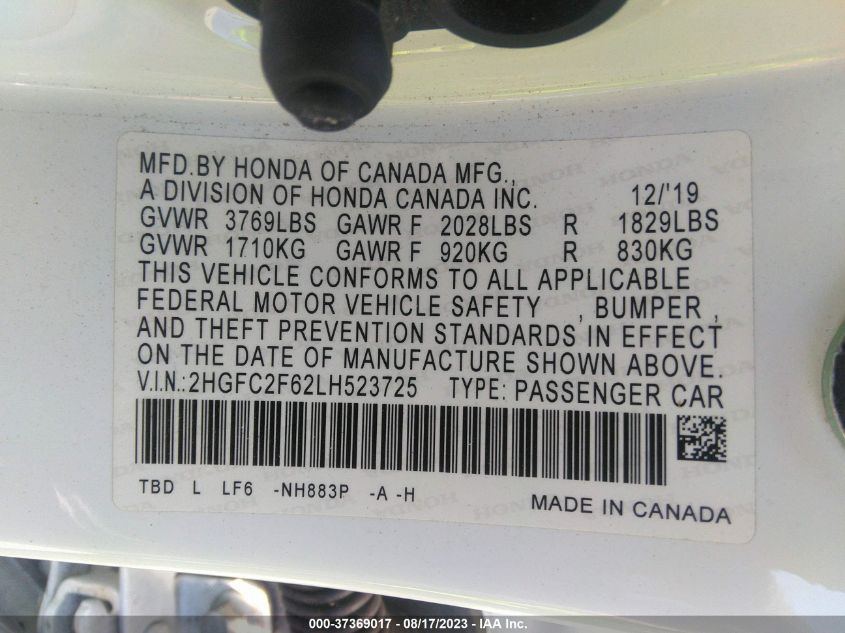 MFD.BY HONDA OF CANADA MFG.,
A DIVISION OF HONDA CANADA INC. 12/'19
GVWR 3769LBS GAWR F 2028LBS R 1829LBS
GVWR 1710KG GAWR F 920KG R 830KG
THIS VEHICLE CONFORMS TO ALL APPLICABLE
FEDERAL MOTOR VEHICLE SAFETY , BUMPER ,
AND THEFT PREVENTION STANDARDS IN EFFECT
ON THE DATE OF MANUFACTURE SHOWN ABOVE.
V.I.N.:2HGFC2F62LH523725 TYPE: PASSENGER CAR
TBD L LF6 -NH883P -A -H
MADE IN CANADA
000-37369017 - 08/17/2023 - IAA Inc.